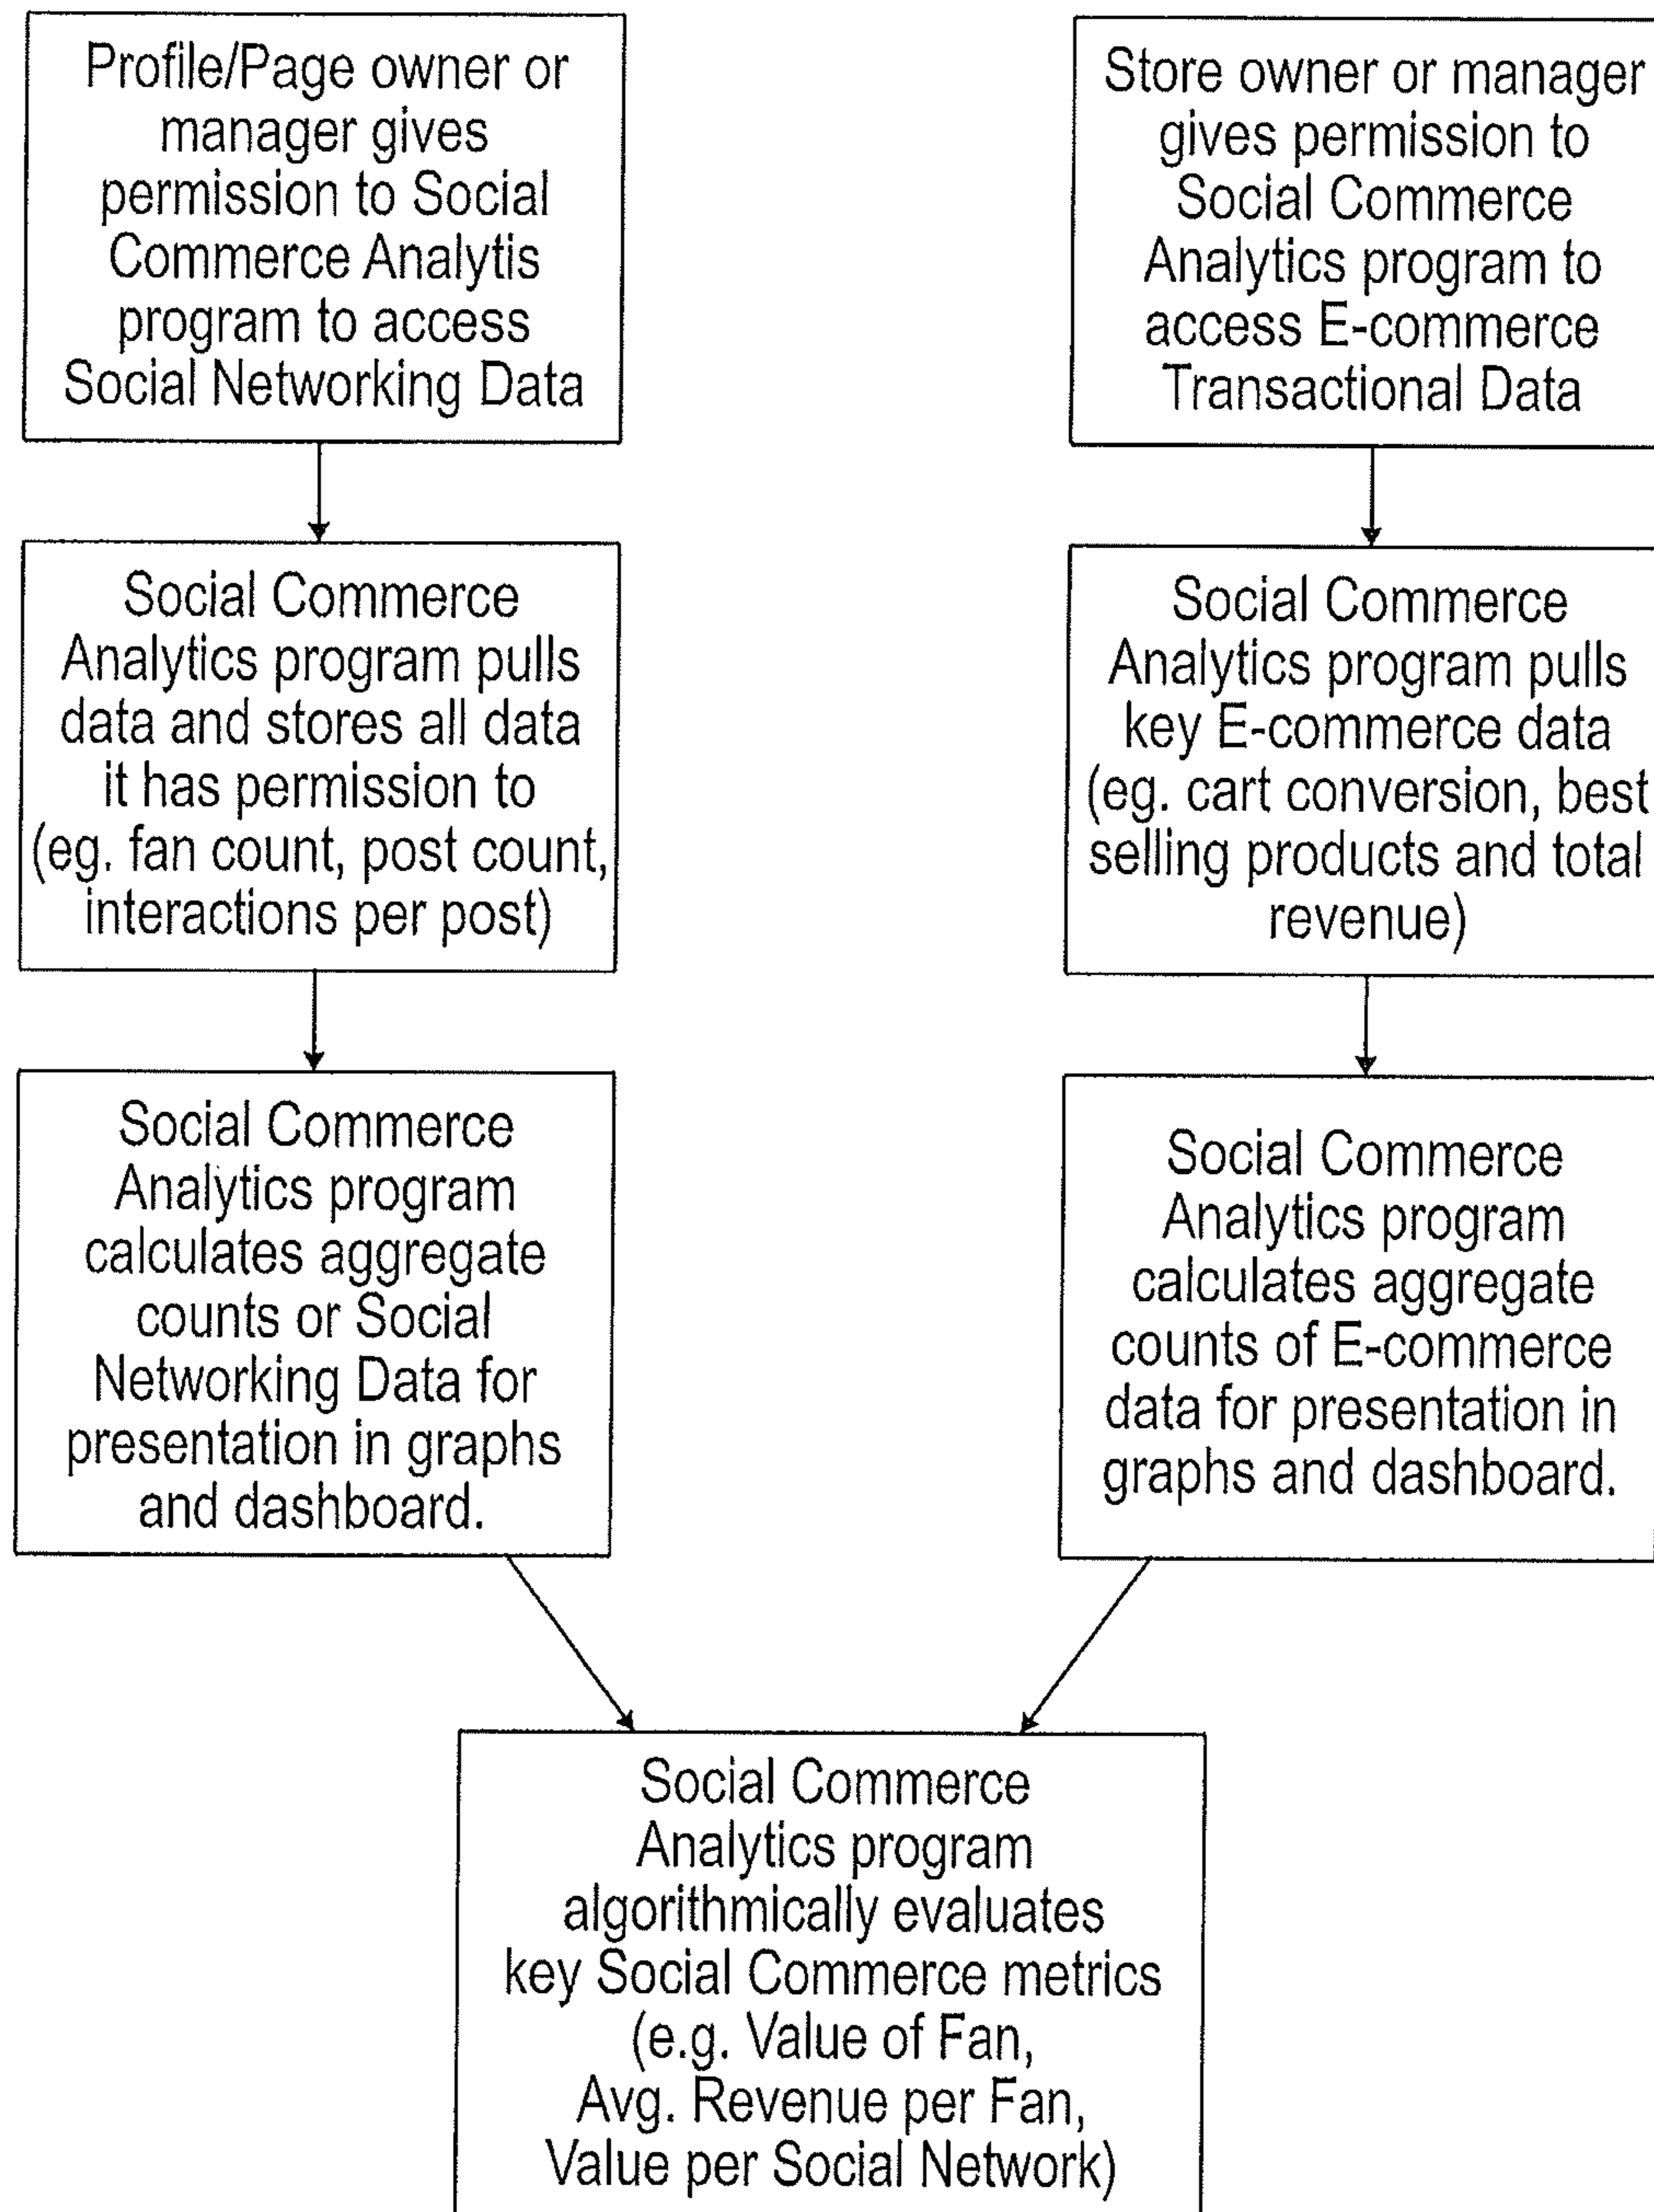 Profile/Page owner or
manager gives
permission to Social
Commerce Analytis
program to access
Social Networking Data
Social Commerce
Analytics program pulls
data and stores all data
it has permission to
(eg. fan count, post count,
interactions per post)
Social Commerce
Analytics program
calculates aggregate
counts or Social
Networking Data for
presentation in graphs
and dashboard.
Store owner or manager
gives permission to
Social Commerce
Analytics program to
access E-commerce
Transactional Data
Social Commerce
Analytics program pulls
key E-commerce data
(eg. cart conversion, best
selling products and total
revenue)
Social Commerce
Analytics program
calculates aggregate
counts of E-commerce
data for presentation in
graphs and dashboard.
Social Commerce
Analytics program
algorithmically evaluates
key Social Commerce metrics
(e.g. Value of Fan,
Avg. Revenue per Fan,
Value per Social Network)